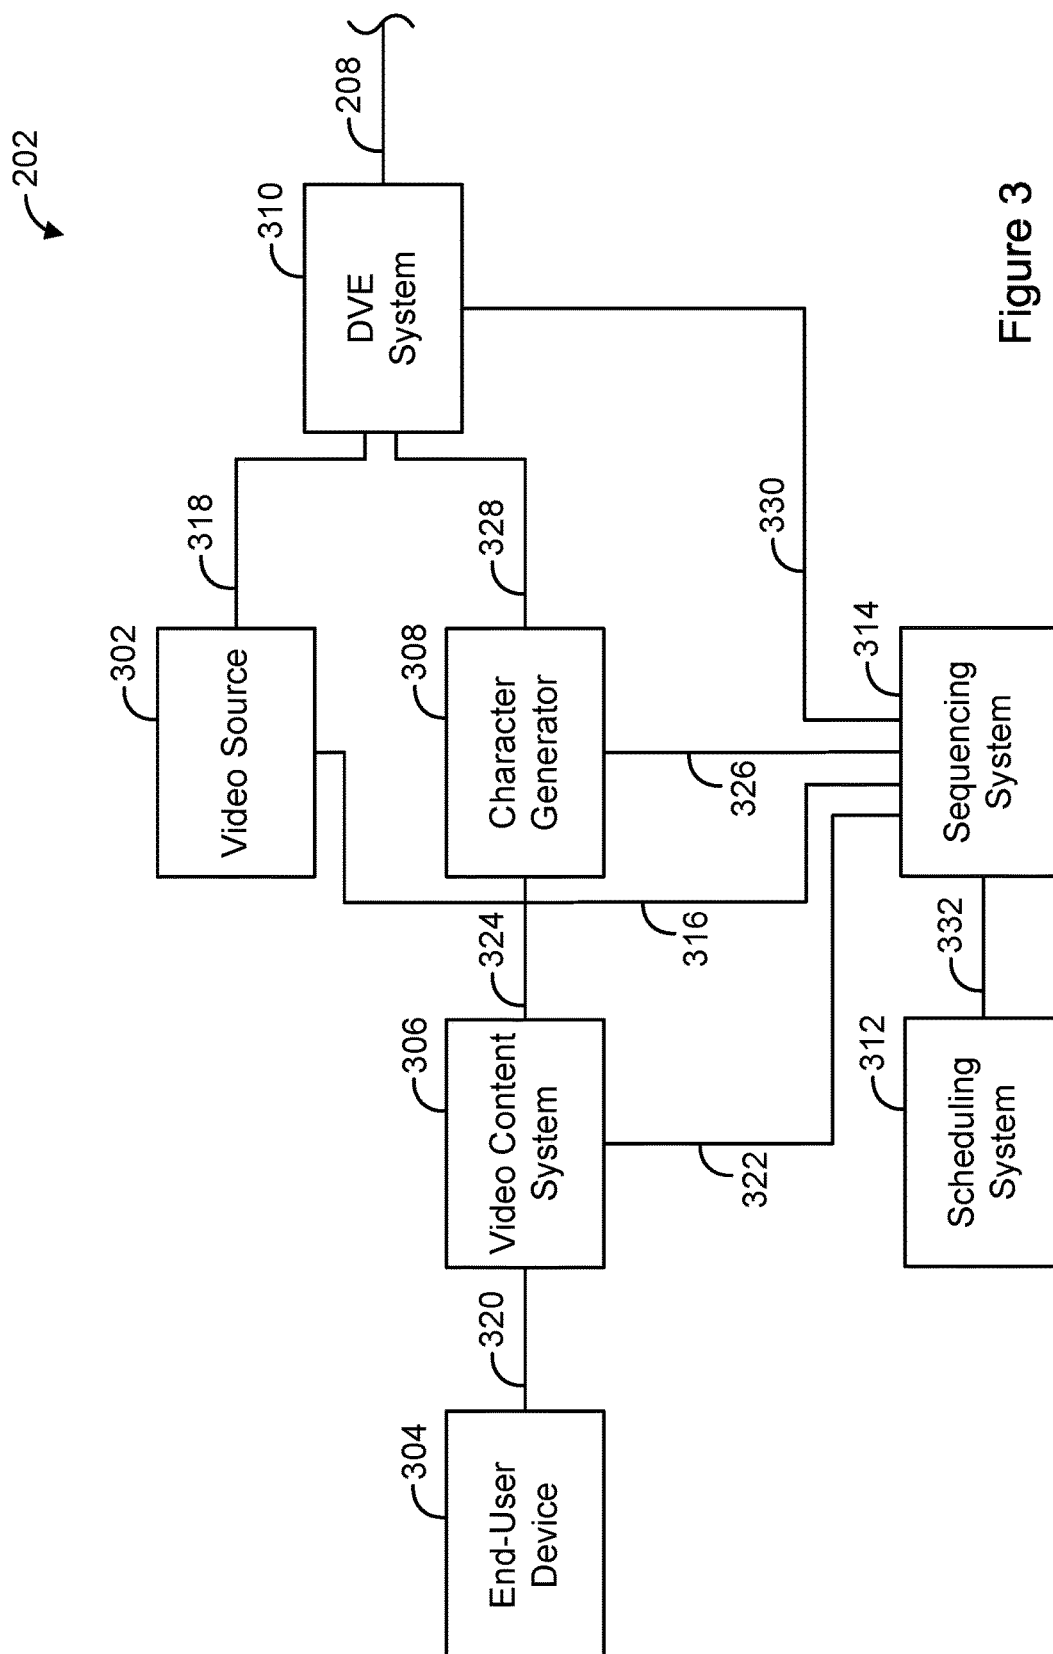 202
302
Video Source
318
310
DVE
System
208
304
End-User
Device
320
306
Video Content
System
324
308
Character
Generator
328
322
316
326
330
312
Scheduling
System
332
314
Sequencing
System
Figure 3